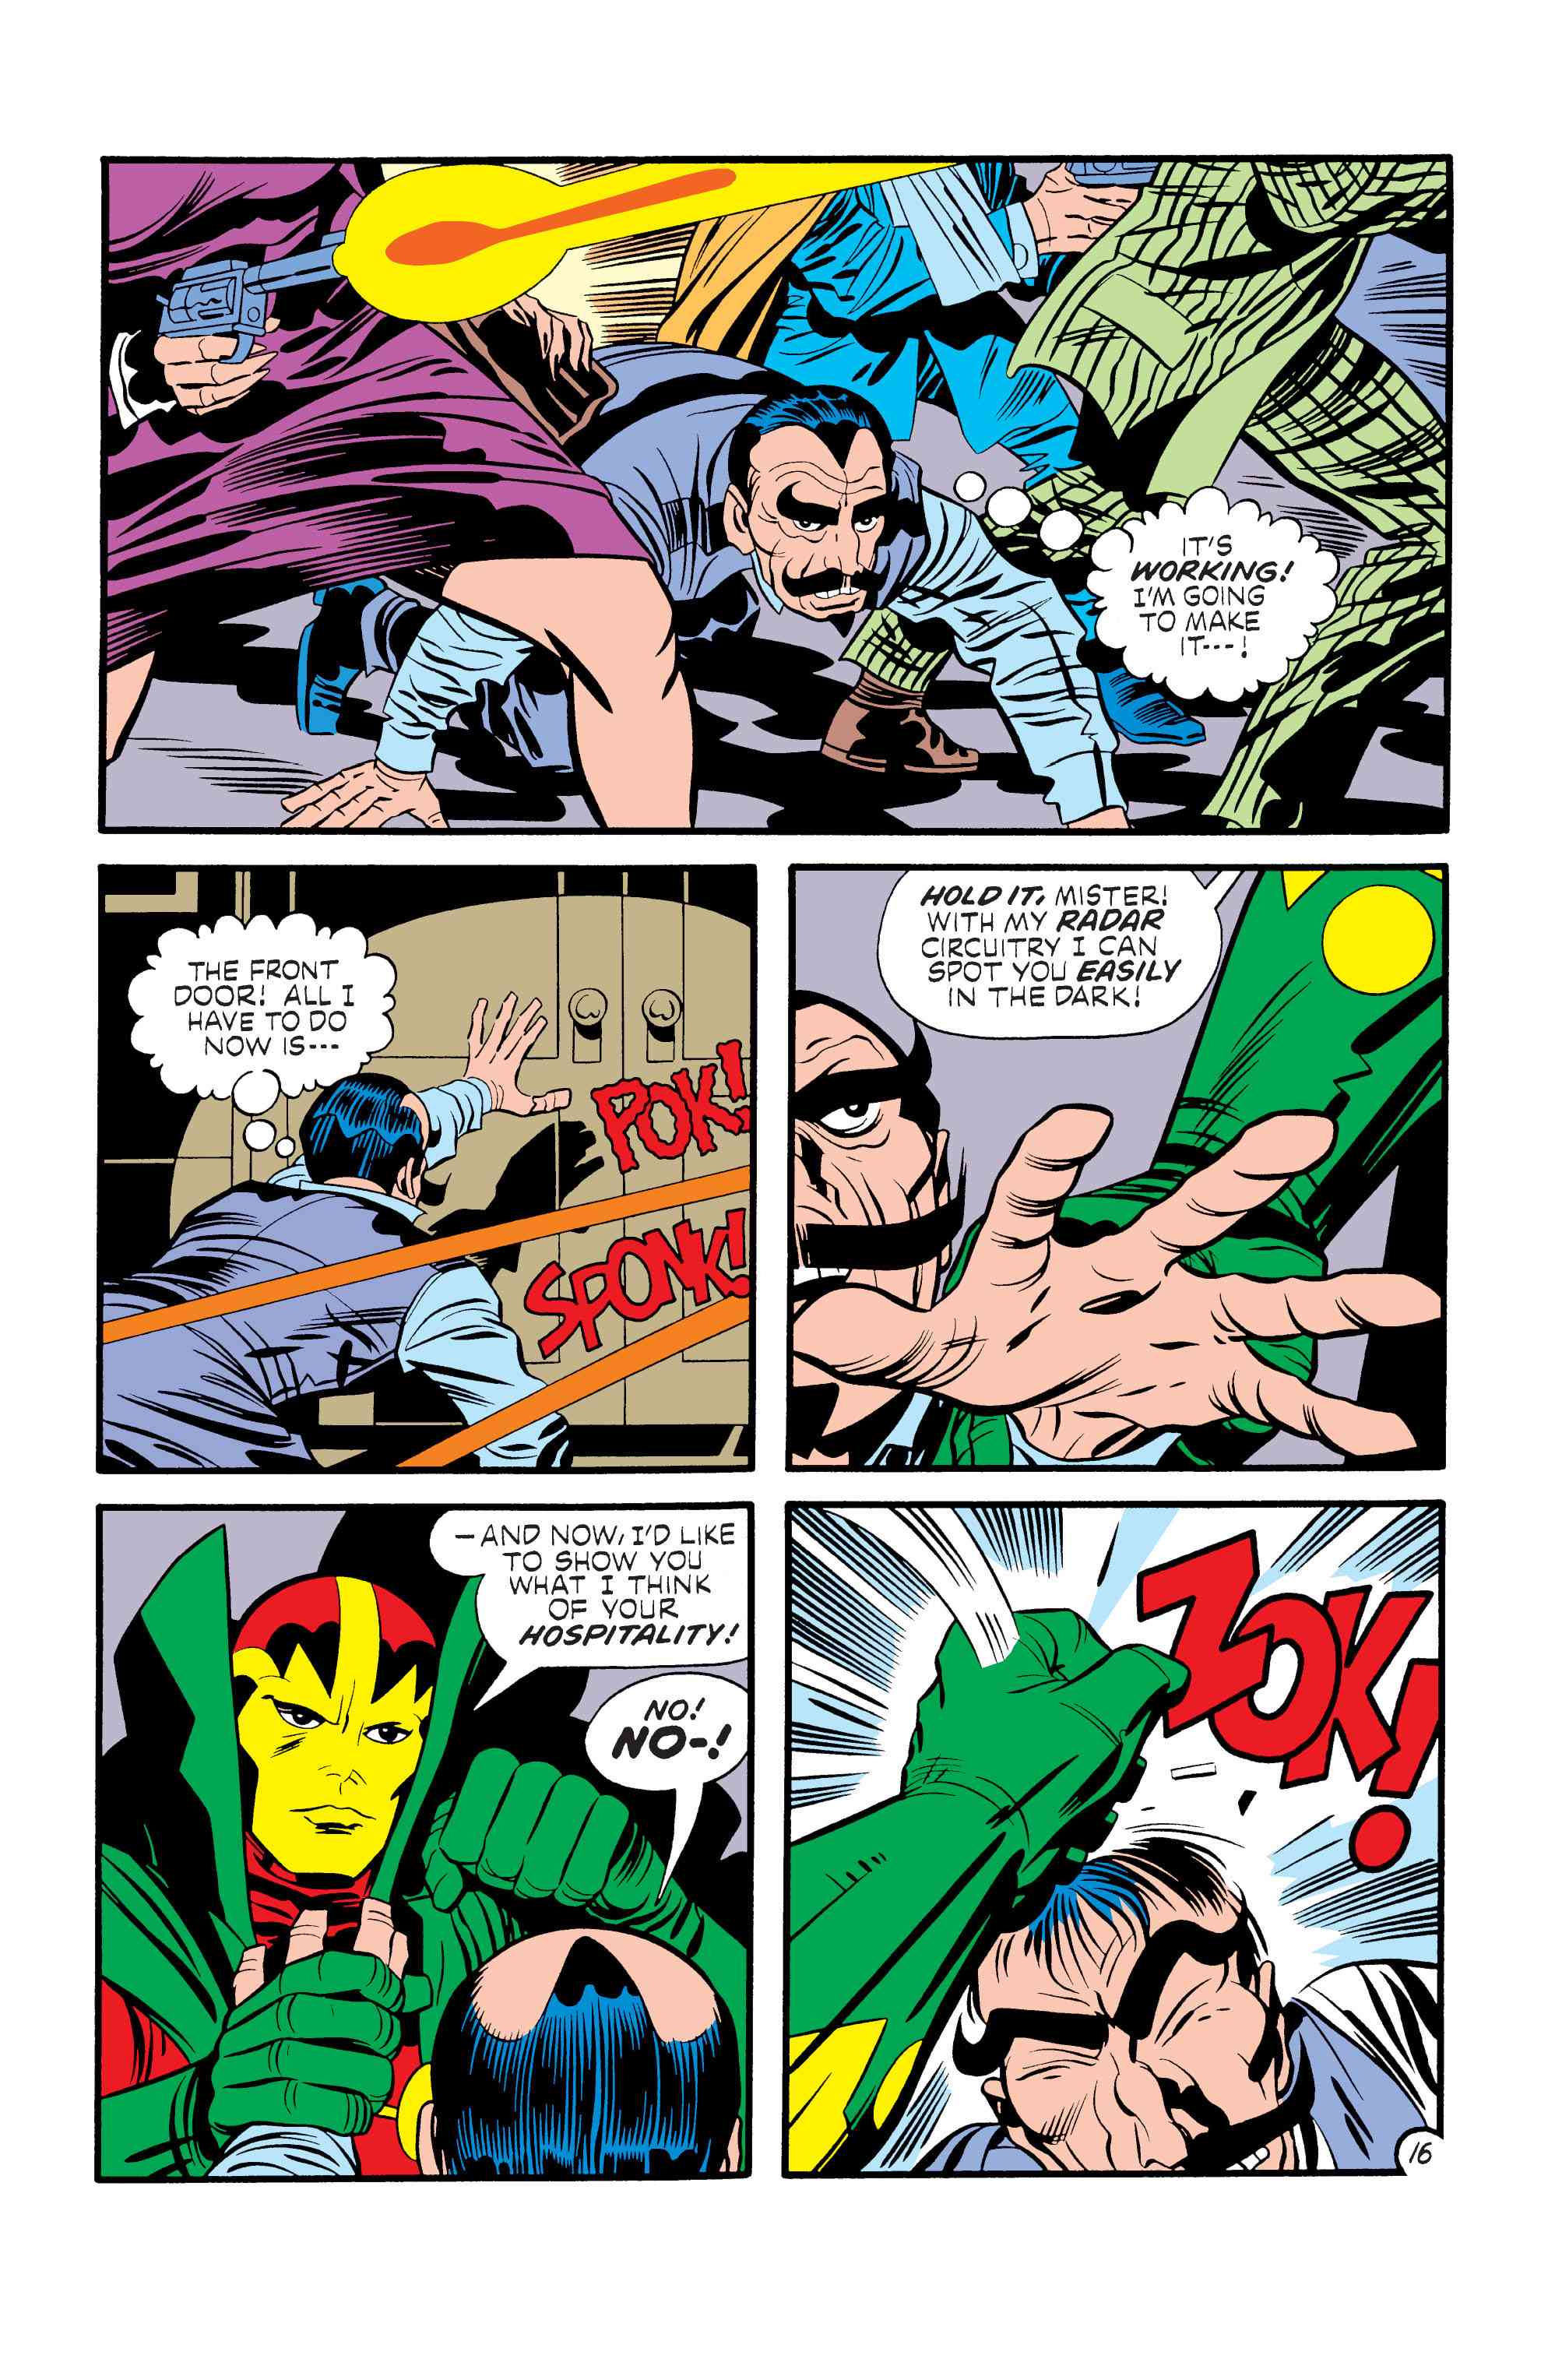 IT'S
WORKING!
I'M GOING
TO MAKE
IT---!
THE FRONT
DOOR! ALL I
HAVE TO DO
NOW IS---
POK!
SPONK!
HOLD IT, MISTER!
WITH MY RADAR
CIRCUITRY I CAN
SPOT YOU EASILY
IN THE DARK!
—AND NOW, I'D LIKE
TO SHOW YOU
WHAT I THINK
OF YOUR
HOSPITALITY!
NO!
NO-!
ZOK!
16